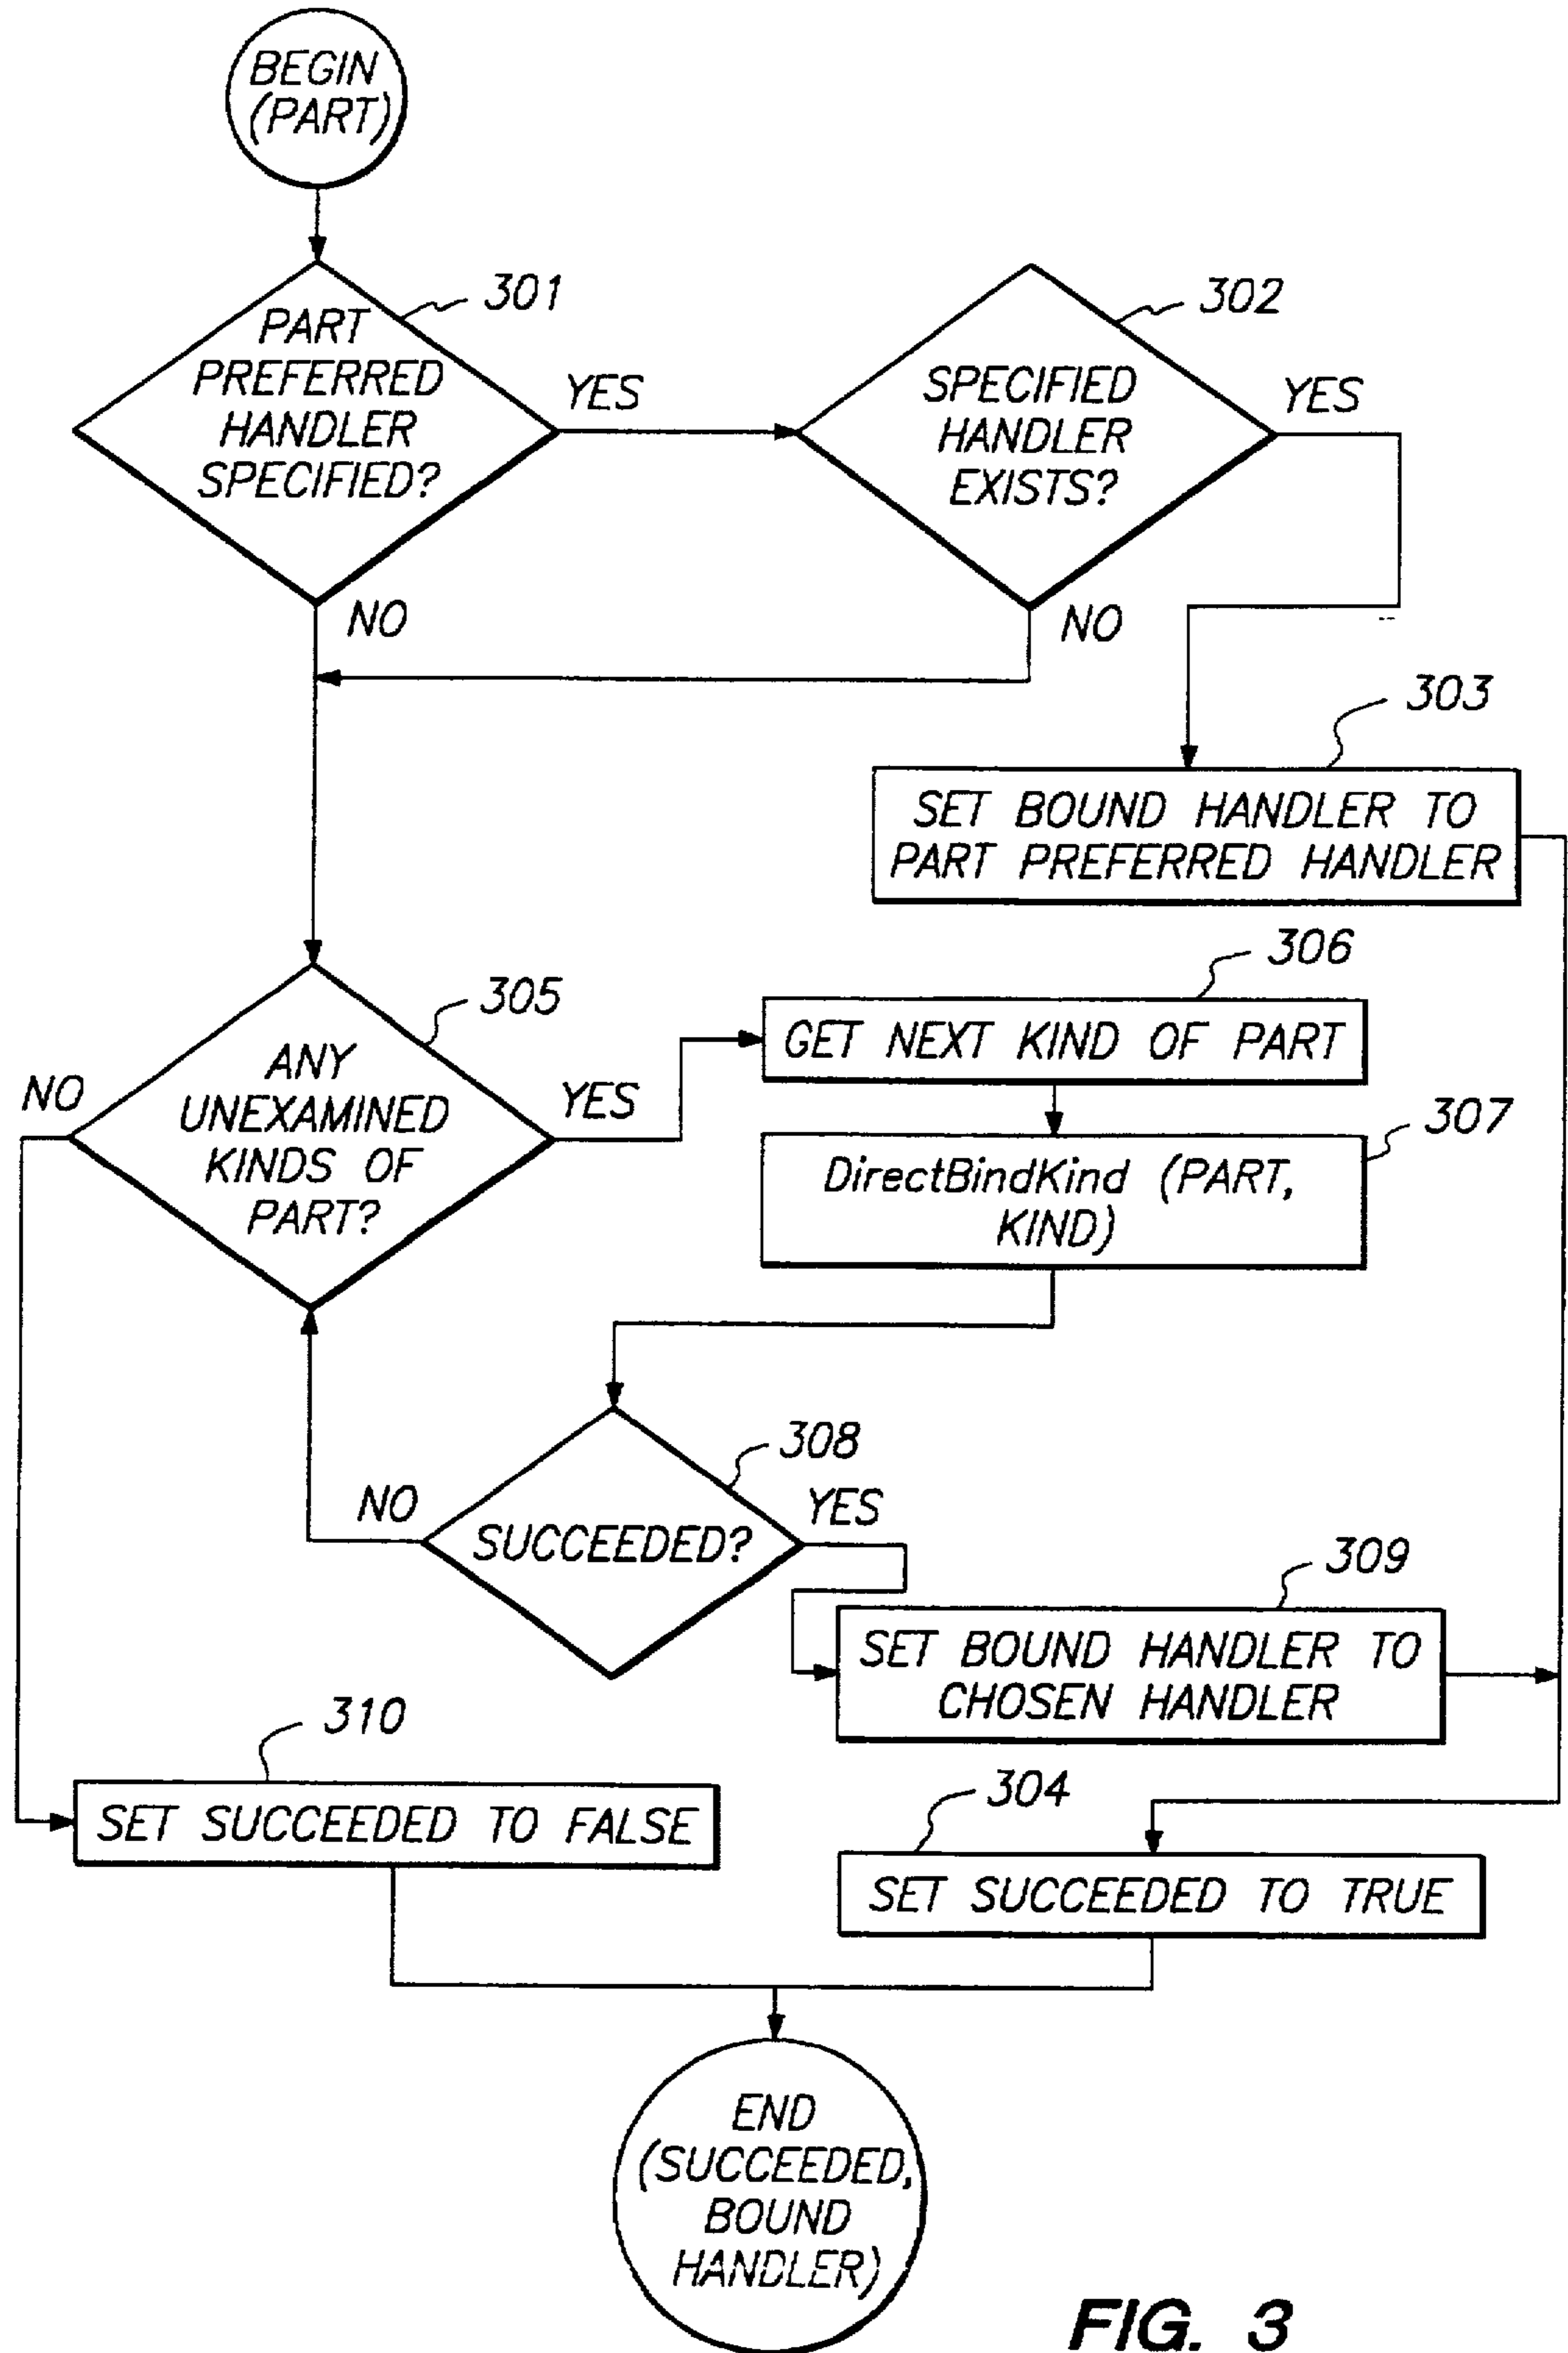 BEGIN
(PART)
301
PART
PREFERRED
HANDLER
SPECIFIED?
YES
NO
302
SPECIFIED
HANDLER
EXISTS?
YES
NO
303
SET BOUND HANDLER TO
PART PREFERRED HANDLER
305
ANY
UNEXAMINED
KINDS OF
PART?
NO
YES
306
GET NEXT KIND OF PART
307
DirectBindKind (PART,
KIND)
308
SUCCEEDED?
NO
YES
309
SET BOUND HANDLER TO
CHOSEN HANDLER
310
SET SUCCEEDED TO FALSE
304
SET SUCCEEDED TO TRUE
END
(SUCCEEDED,
BOUND
HANDLER)
FIG. 3